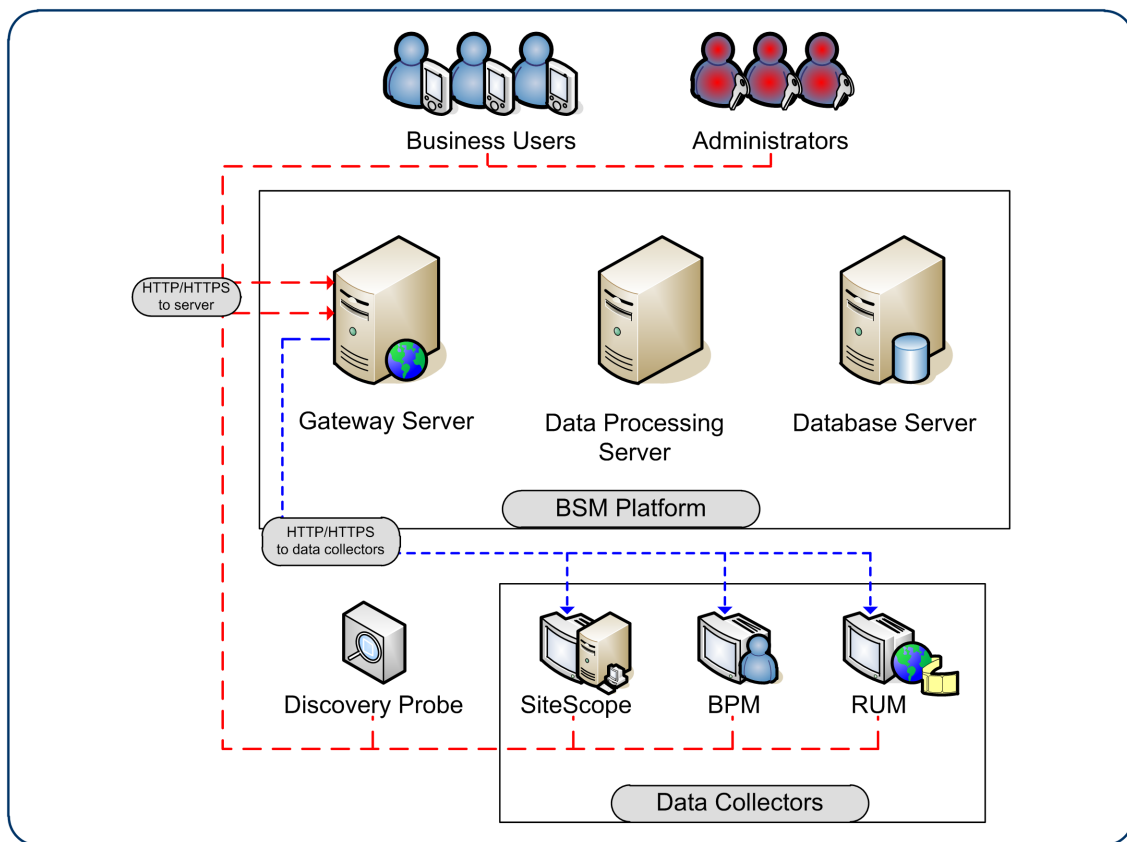 Business Users
Administrators
HTTP/HTTPS
to server
Gateway Server
Data Processing
Server
Database Server
BSM Platform
HTTP/HTTPS
to data collectors
Discovery Probe
SiteScope
BPM
RUM
Data Collectors